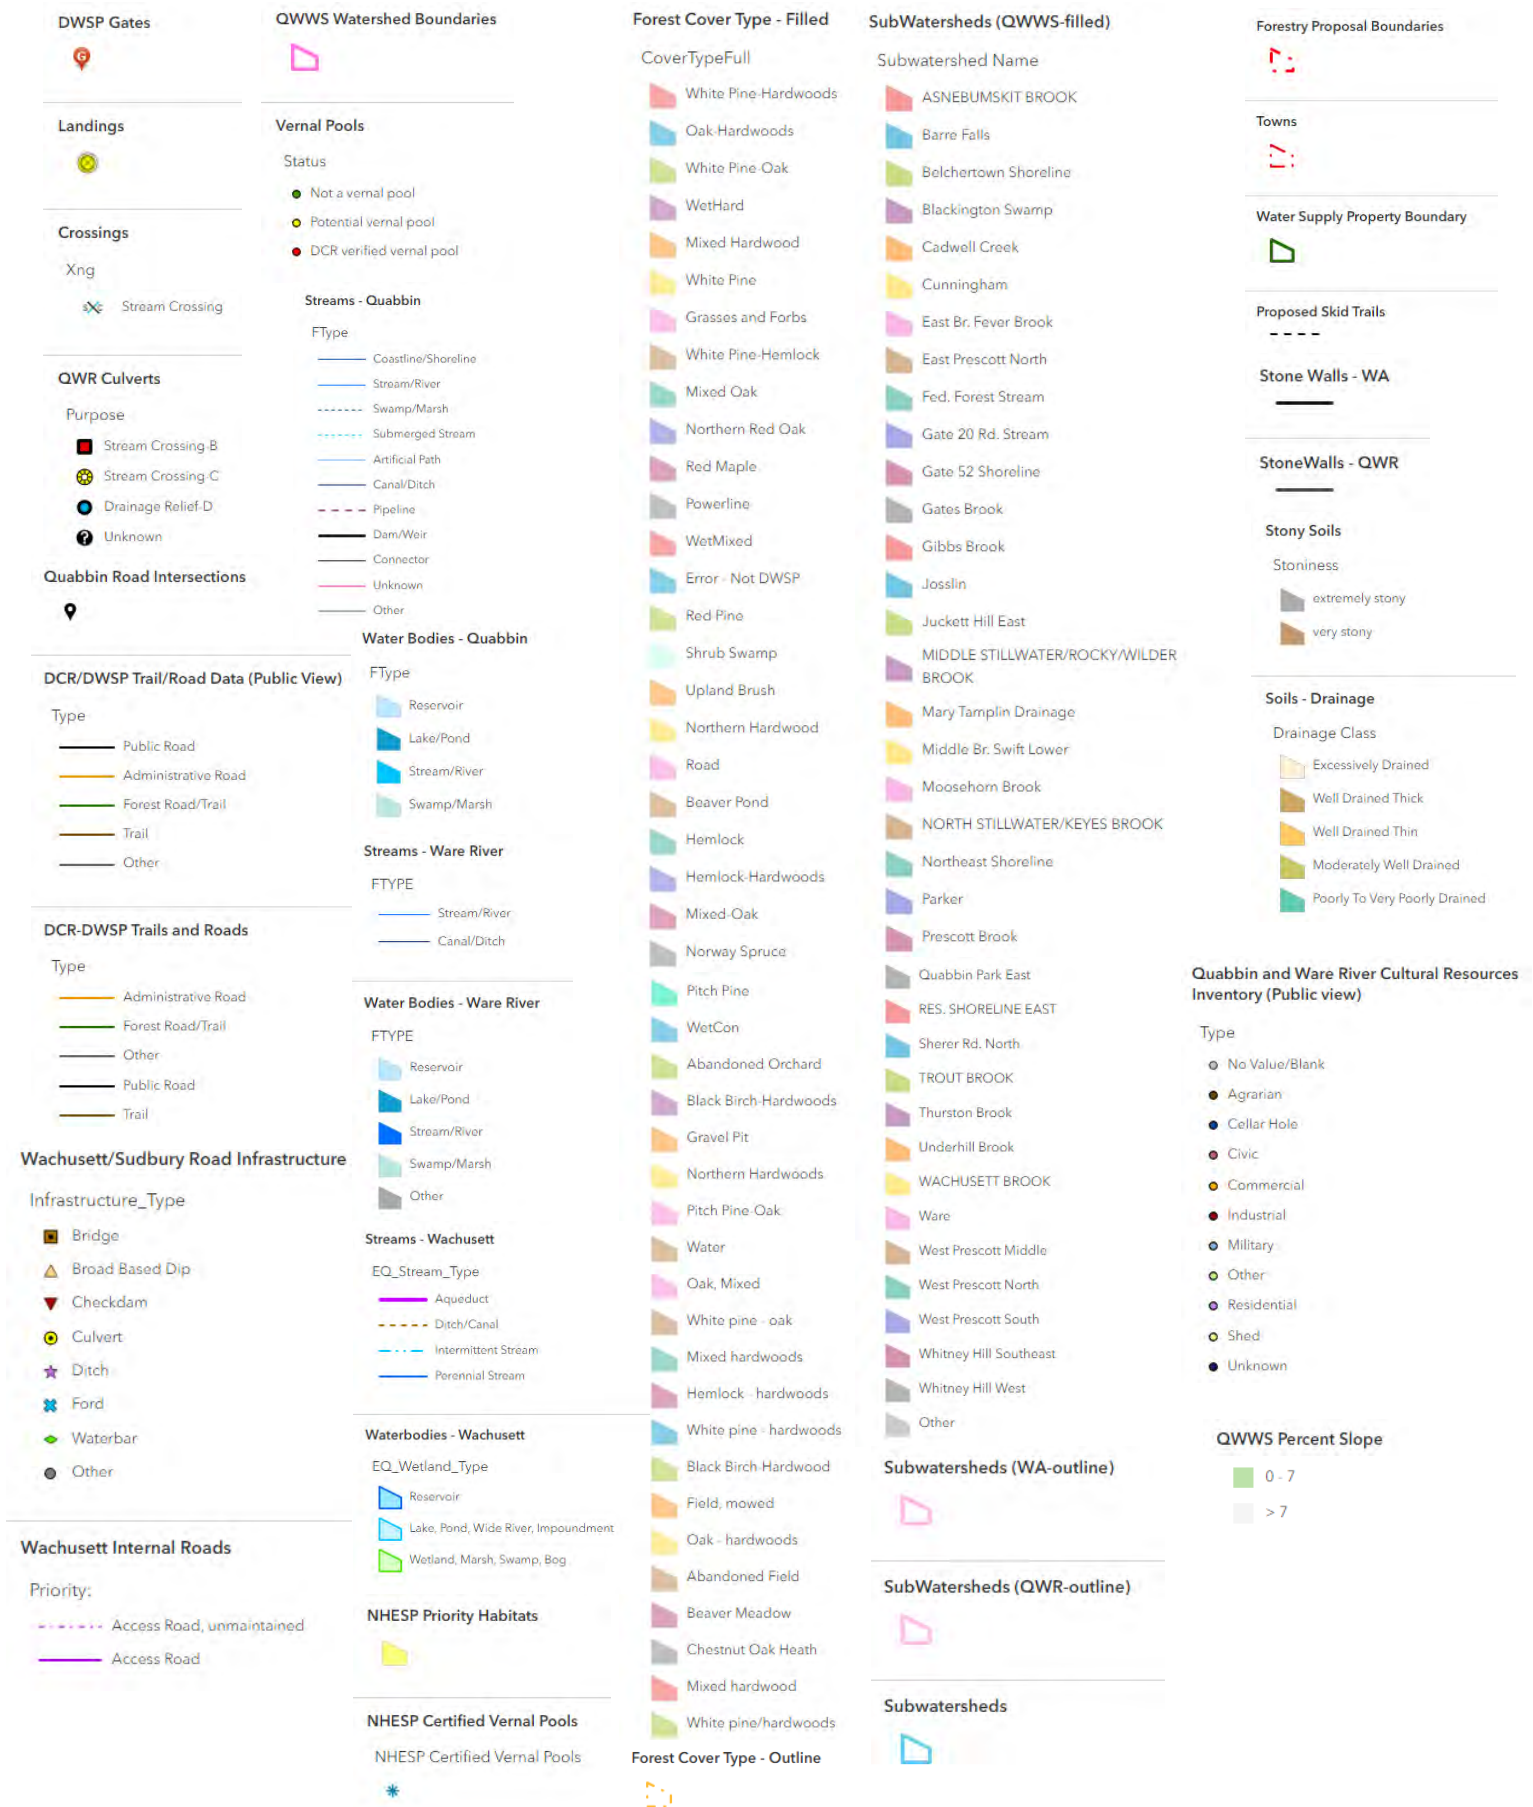 DWSP Gates
G
Landings
Crossings
Xng
Stream Crossing
QWR Culverts
Purpose
Stream Crossing-B
Stream Crossing-C
Drainage Relief-D
?
Unknown
Quabbin Road Intersections
DCR/DWSP Trail/Road Data (Public View)
Type
Public Road
Administrative Road
Forest Road/Trail
Trail
Other
DCR-DWSP Trails and Roads
Type
Administrative Road
Forest Road/Trail
Other
Public Road
Trail
Wachusett/Sudbury Road Infrastructure
Infrastructure_Type
Bridge
Broad Based Dip
Checkdam
Culvert
Ditch
Ford
Waterbar
Other
Wachusett Internal Roads
Priority:
Access Road, unmaintained
Access Road
QWWS Watershed Boundaries
Vernal Pools
Status
Not a vernal pool
Potential vernal pool
DCR verified vernal pool
Streams - Quabbin
FType
Coastline/Shoreline
Stream/River
Swamp/Marsh
Submerged Stream
Artificial Path
Canal/Ditch
Pipeline
Dam/Weir
Connector
Unknown
Other
Water Bodies - Quabbin
FType
Reservoir
Lake/Pond
Stream/River
Swamp/Marsh
Streams - Ware River
FTYPE
Stream/River
Canal/Ditch
Water Bodies - Ware River
FTYPE
Reservoir
Lake/Pond
Stream/River
Swamp/Marsh
Other
Streams - Wachusett
EQ_Stream_Type
Aqueduct
Ditch/Canal
Intermittent Stream
Perennial Stream
Waterbodies - Wachusett
EQ_Wetland_Type
Reservoir
Lake, Pond, Wide River, Impoundment
Wetland, Marsh, Swamp, Bog
NHESP Priority Habitats
NHESP Certified Vernal Pools
NHESP Certified Vernal Pools
Forest Cover Type - Filled
CoverTypeFull
White Pine-Hardwoods
Oak-Hardwoods
White Pine-Oak
WetHard
Mixed Hardwood
White Pine
Grasses and Forbs
White Pine-Hemlock
Mixed Oak
Northern Red Oak
Red Maple
Powerline
WetMixed
Error - Not DWSP
Red Pine
Shrub Swamp
Upland Brush
Northern Hardwood
Road
Beaver Pond
Hemlock
Hemlock-Hardwoods
Mixed-Oak
Norway Spruce
Pitch Pine
WetCon
Abandoned Orchard
Black Birch-Hardwoods
Gravel Pit
Northern Hardwoods
Pitch Pine-Oak
Water
Oak, Mixed
White pine - oak
Mixed hardwoods
Hemlock - hardwoods
White pine - hardwoods
Black Birch-Hardwood
Field, mowed
Oak - hardwoods
Abandoned Field
Beaver Meadow
Chestnut Oak Heath
Mixed hardwood
White pine/hardwoods
Forest Cover Type - Outline
SubWatersheds (QWWS-filled)
Subwatershed Name
ASNEBUMSKIT BROOK
Barre Falls
Belchertown Shoreline
Blackington Swamp
Cadwell Creek
Cunningham
East Br. Fever Brook
East Prescott North
Fed. Forest Stream
Gate 20 Rd. Stream
Gate 52 Shoreline
Gates Brook
Gibbs Brook
Josslin
Juckett Hill East
MIDDLE STILLWATER/ROCKY/WILDER
BROOK
Mary Tamplin Drainage
Middle Br. Swift Lower
Moosehorn Brook
NORTH STILLWATER/KEYES BROOK
Northeast Shoreline
Parker
Prescott Brook
Quabbin Park East
RES. SHORELINE EAST
Sherer Rd. North
TROUT BROOK
Thurston Brook
Underhill Brook
WACHUSETT BROOK
Ware
West Prescott Middle
West Prescott North
West Prescott South
Whitney Hill Southeast
Whitney Hill West
Other
Subwatersheds (WA-outline)
SubWatersheds (QWR-outline)
Subwatersheds
Forestry Proposal Boundaries
Towns
Water Supply Property Boundary
Proposed Skid Trails
Stone Walls - WA
StoneWalls - QWR
Stony Soils
Stoniness
extremely stony
very stony
Soils - Drainage
Drainage Class
Excessively Drained
Well Drained Thick
Well Drained Thin
Moderately Well Drained
Poorly To Very Poorly Drained
Quabbin and Ware River Cultural Resources
Inventory (Public view)
Type
No Value/Blank
Agrarian
Cellar Hole
Civic
Commercial
Industrial
Military
Other
Residential
Shed
Unknown
QWWS Percent Slope
0 - 7
> 7